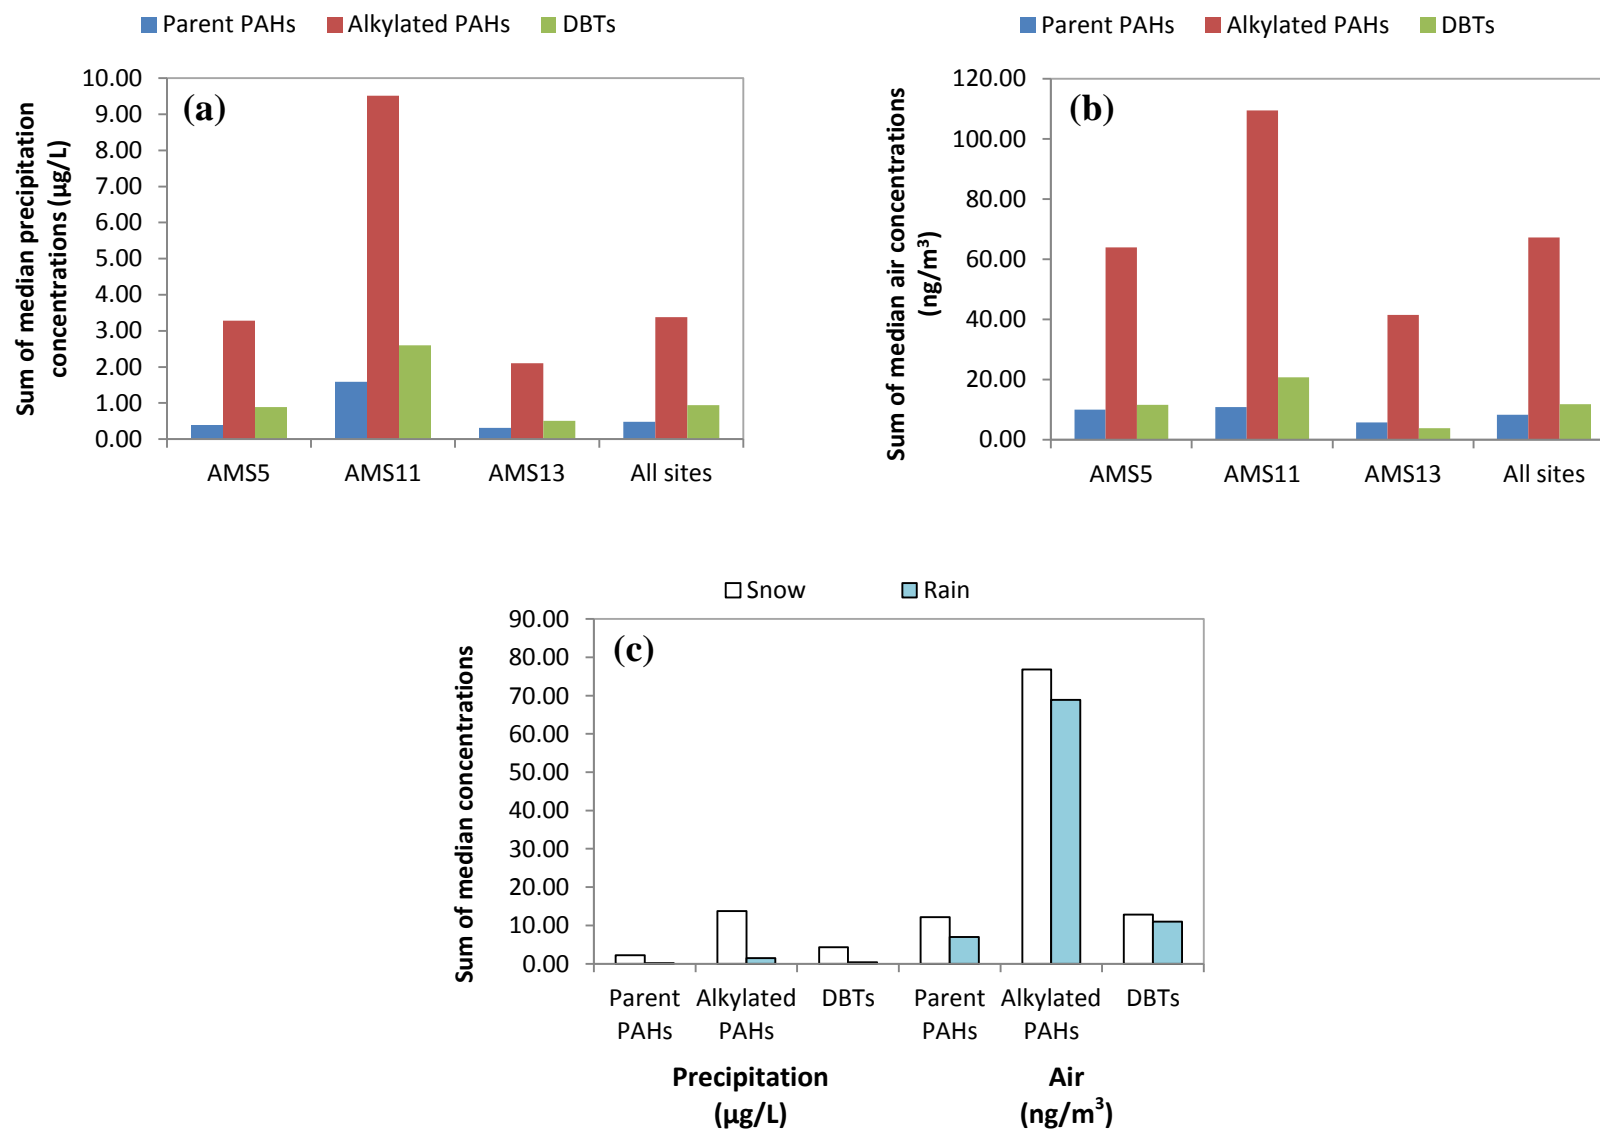 Parent PAHs Alkylated PAHs DBTs
(a)
Sum of median precipitation
concentrations (µg/L)
10.00
9.00
8.00
7.00
6.00
5.00
4.00
3.00
2.00
1.00
0.00
AMS5 AMS11 AMS13 All sites
Parent PAHs Alkylated PAHs DBTs
(b)
Sum of median air concentrations
(ng/m³)
120.00
100.00
80.00
60.00
40.00
20.00
0.00
AMS5 AMS11 AMS13 All sites
Snow Rain
(c)
Sum of median concentrations
90.00
80.00
70.00
60.00
50.00
40.00
30.00
20.00
10.00
0.00
Parent Alkylated DBTs Parent Alkylated DBTs
PAHs PAHs PAHs PAHs
Precipitation Air
(µg/L) (ng/m³)